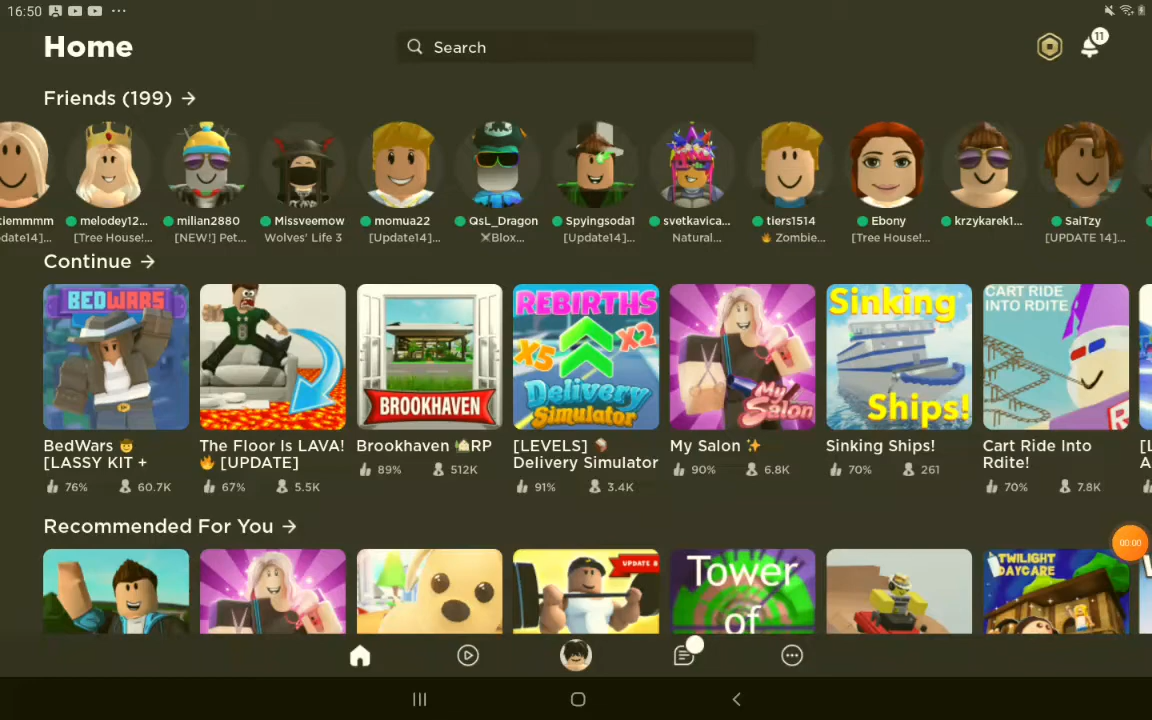 16:50
Home
Search
11
Friends (199)
tiemmmm
melodey12...
milian2880
Missveemow
momua22
QsL_Dragon
Spyingsoda1
svetkavica...
tiers1514
Ebony
krzykarek1...
SaiTzy
date14]...
[Tree House!...
[NEW!] Pet...
Wolves' Life 3
[Update14]...
Blox...
[Update14]...
Natural...
🔥 Zombie...
[Tree House!...
[UPDATE 14]...
Continue
BEDWARS
BROOKHAVEN
REBIRTHS
X5
X2
Delivery
Simulator
My
Salon
Sinking
Ships!
CART RIDE
INTO RDITE!
BedWars 🤠
[LASSY KIT +
76% 60.7K
The Floor Is LAVA!
🔥 [UPDATE]
67% 5.5K
Brookhaven 🏡RP
89% 512K
[LEVELS] 📦
Delivery Simulator
91% 3.4K
My Salon ✨
90% 6.8K
Sinking Ships!
70% 261
Cart Ride Into
Rdite!
70% 7.8K
Recommended For You
UPDATE 8
Tower
of
TWILIGHT
DAYCARE
00:00